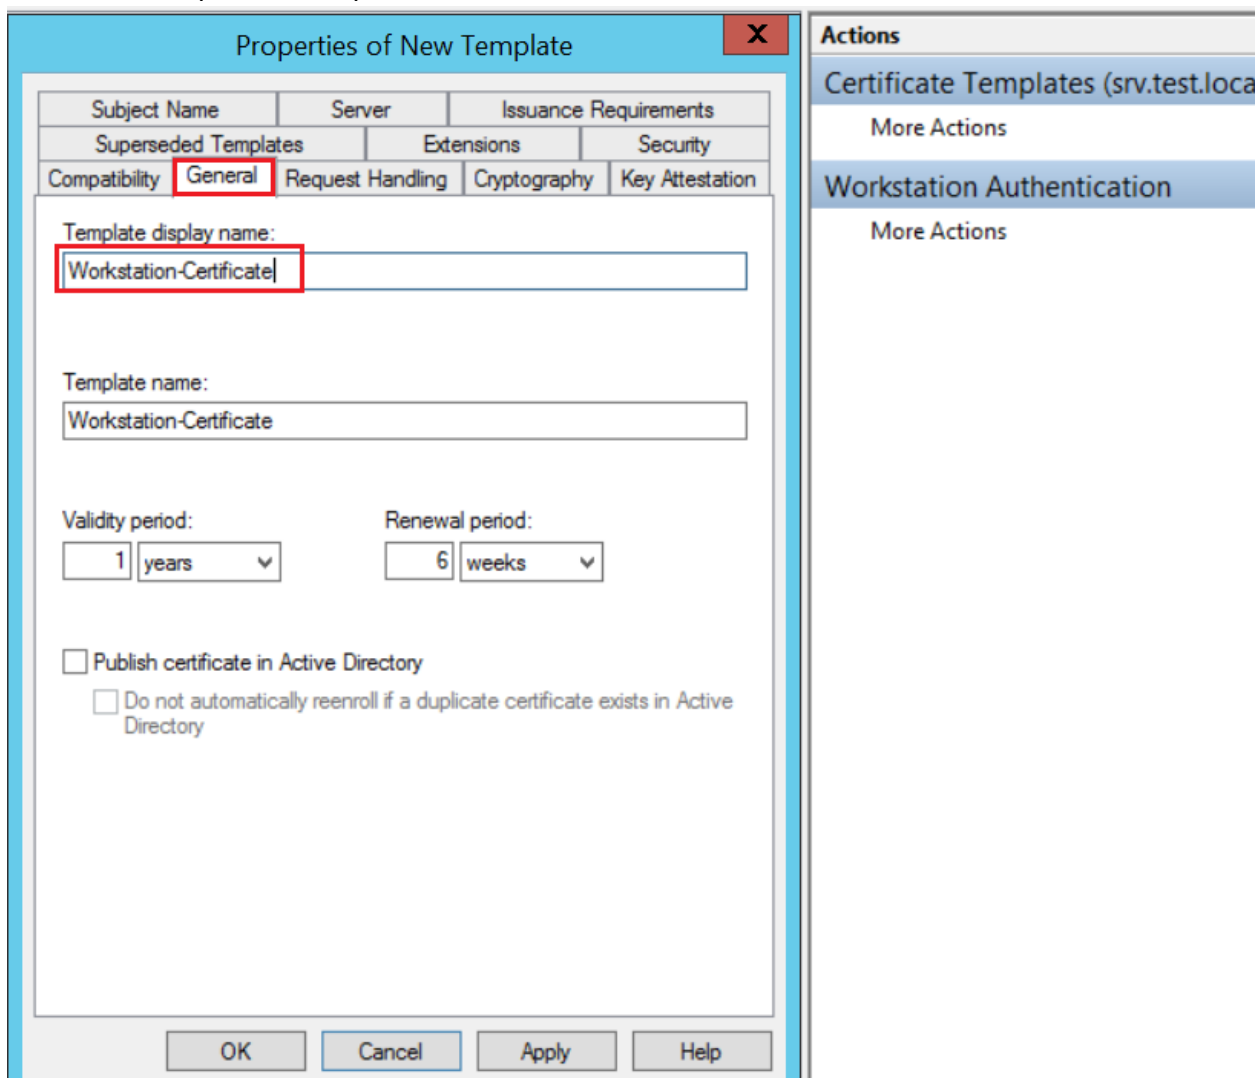 Properties of New Template
X
Subject Name Server Issuance Requirements
Superseded Templates Extensions Security
Compatibility General Request Handling Cryptography Key Attestation
Template display name:
Workstation-Certificate
Template name:
Workstation-Certificate
Validity period: Renewal period:
1 years 6 weeks
Publish certificate in Active Directory
Do not automatically reenroll if a duplicate certificate exists in Active
Directory
OK Cancel Apply Help
Actions
Certificate Templates (srv.test.loca
More Actions
Workstation Authentication
More Actions